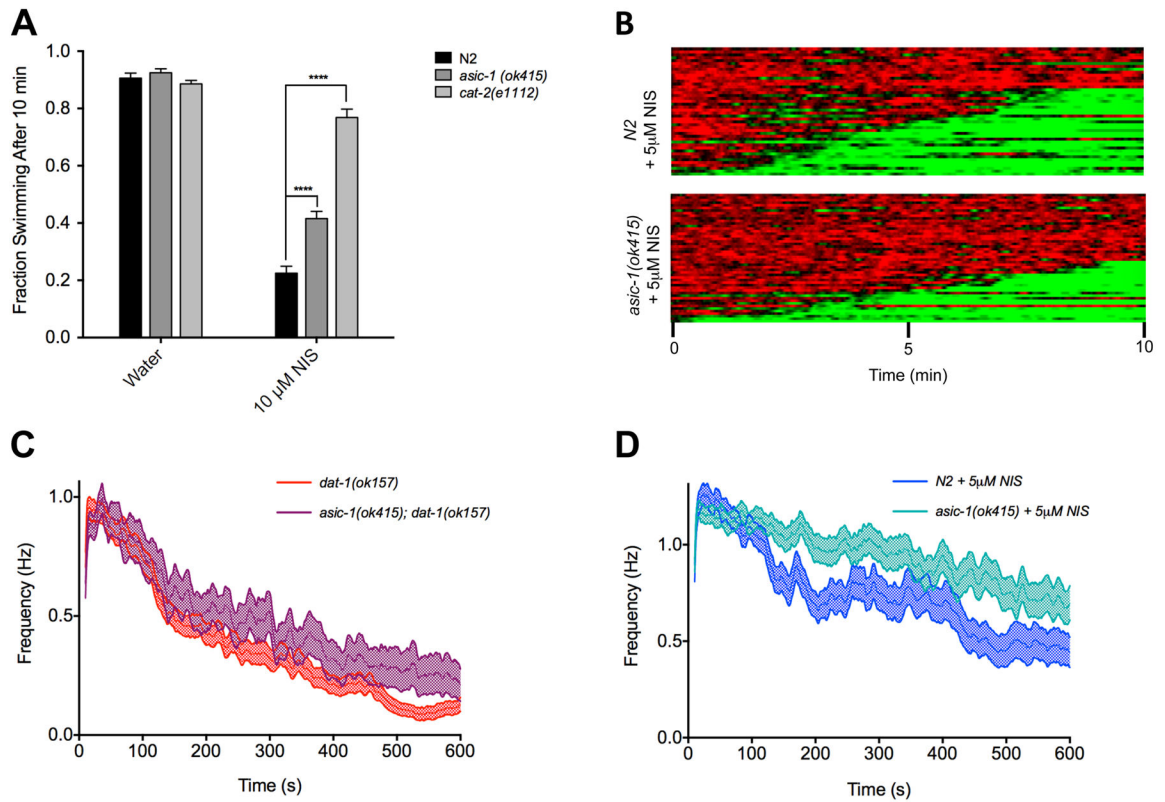 A
Fraction Swimming After 10 min
1.0
0.8
0.6
0.4
0.2
0.0
****
****
Water
10 µM NIS
N2
asic-1 (ok415)
cat-2(e1112)
B
N2
+ 5µM NIS
asic-1(ok415)
+ 5µM NIS
0
5
10
Time (min)
C
dat-1(ok157)
asic-1(ok415); dat-1(ok157)
Frequency (Hz)
1.0
0.5
0.0
0
100
200
300
400
500
600
Time (s)
D
N2 + 5µM NIS
asic-1(ok415) + 5µM NIS
Frequency (Hz)
1.0
0.5
0.0
0
100
200
300
400
500
600
Time (s)